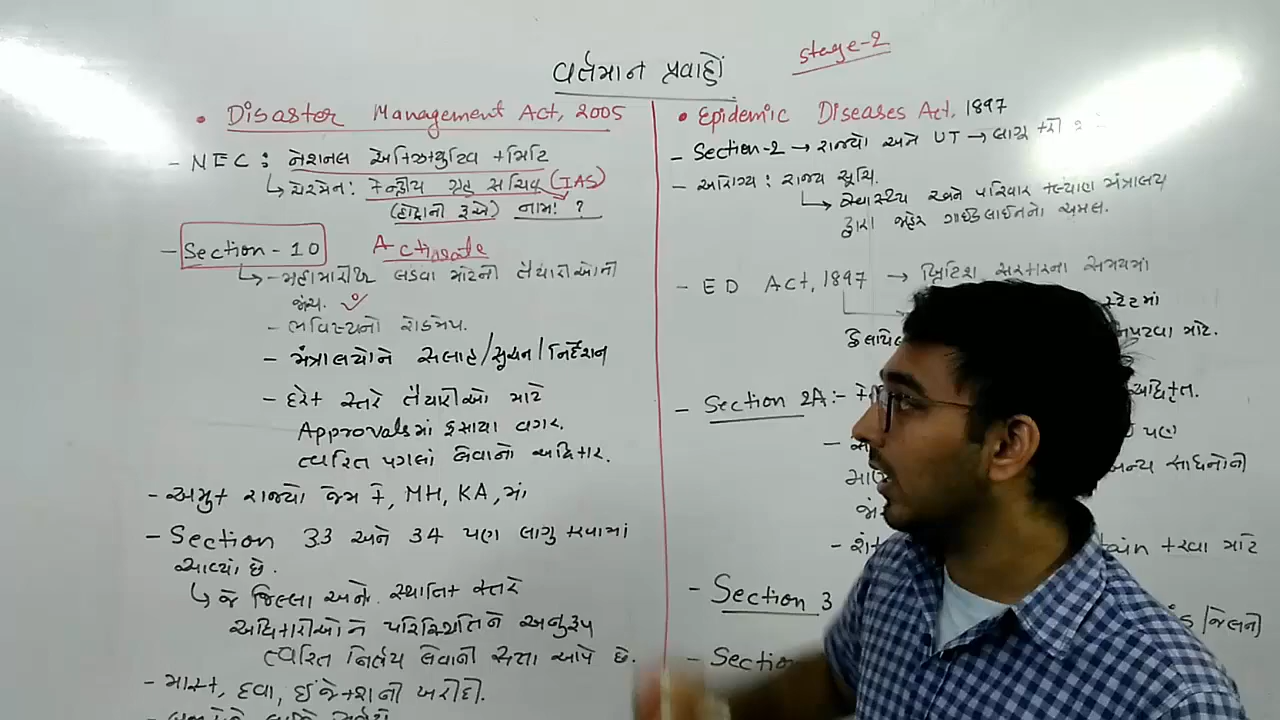 વર્તમાન પ્રવાહો
stage-2
• Disaster Management Act, 2005
- NEC : નેશનલ એક્ઝિક્યુટિવ કમિટિ
↳ ચેરમેન: કેન્દ્રીય ગૃહ સચિવ (IAS)
(હોદ્દાની રૂએ) નામ: ?
- Section - 10 Activate
↳ - મહામારીથી લડવા માટેની તૈયારીઓની
જાંચ.
- ભવિષ્યનો રોડમેપ.
- મંત્રાલયોને સલાહ/સુચન/નિર્દેશન
- દરેક સ્તરે તૈયારીઓ માટે
Approvals માં ફસાયા વગર.
ત્વરિત પગલાં લેવાનો અધિકાર.
- અમુક રાજ્યો જેમ કે, MH, KA, માં
- Section 33 અને 34 પણ લાગુ કરવામાં
આવ્યાં છે.
↳ જે જિલ્લા અને સ્થાનિક સ્તરે
અધિકારીઓને પરિસ્થિતિને અનુરૂપ
ત્વરિત નિર્ણય લેવાની સત્તા આપે છે.
- માસ્ક, દવા, ઈંજેક્શનની ખરીદી.
• Epidemic Diseases Act, 1897
- Section-2 → રાજ્યો અને UT → લાગૂ કરી
- આરોગ્ય : રાજ્ય સૂચિ.
↳ સ્વાસ્થ્ય અને પરિવાર કલ્યાણ મંત્રાલય
દ્વારા જાહેર ગાઈડલાઈનનો અમલ.
- ED Act, 1897 → બ્રિટિશ સરકારના સમયમાં
સ્ટેટમાં
માટે.
- Section 2A:- અધિકૃત.
પણ
અન્ય સાધનોની
કરવા માટે
- Section 3
જેલની
- Section